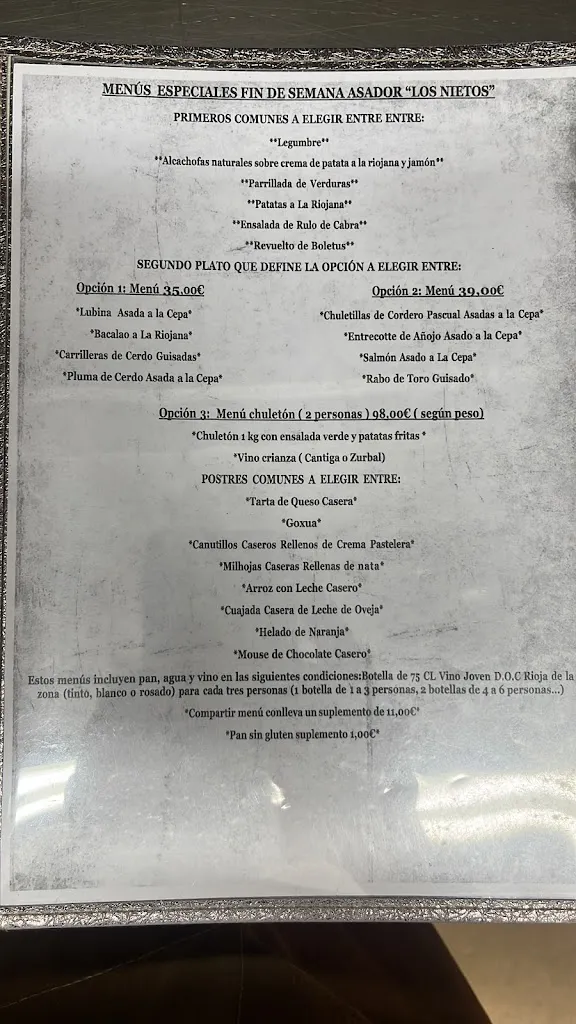 MENÚS ESPECIALES FIN DE SEMANA ASADOR “LOS NIETOS”
PRIMEROS COMUNES A ELEGIR ENTRE ENTRE:
**Legumbre**
**Alcachofas naturales sobre crema de patata a la riojana y jamón**
**Parrillada de Verduras**
**Patatas a La Riojana**
**Ensalada de Rulo de Cabra**
**Revuelto de Boletus**
SEGUNDO PLATO QUE DEFINE LA OPCIÓN A ELEGIR ENTRE:
Opción 1: Menú 35,00€
*Lubina Asada a la Cepa*
*Bacalao a La Riojana*
*Carrilleras de Cerdo Guisadas*
*Pluma de Cerdo Asada a la Cepa*
Opción 2: Menú 39,00€
*Chuletillas de Cordero Pascual Asadas a la Cepa*
*Entrecotte de Añojo Asado a la Cepa*
*Salmón Asado a La Cepa*
*Rabo de Toro Guisado*
Opción 3: Menú chuletón ( 2 personas ) 98,00€ ( según peso)
*Chuletón 1 kg con ensalada verde y patatas fritas *
*Vino crianza ( Cantiga o Zurbal)
POSTRES COMUNES A ELEGIR ENTRE:
*Tarta de Queso Casera*
*Goxua*
*Canutillos Caseros Rellenos de Crema Pastelera*
*Milhojas Caseras Rellenas de nata*
*Arroz con Leche Casero*
*Cuajada Casera de Leche de Oveja*
*Helado de Naranja*
*Mouse de Chocolate Casero*
Estos menús incluyen pan, agua y vino en las siguientes condiciones:Botella de 75 CL Vino Joven D.O.C Rioja de la
zona (tinto, blanco o rosado) para cada tres personas (1 botella de 1 a 3 personas, 2 botellas de 4 a 6 personas...)
*Compartir menú conlleva un suplemento de 11,00€*
*Pan sin gluten suplemento 1,00€*